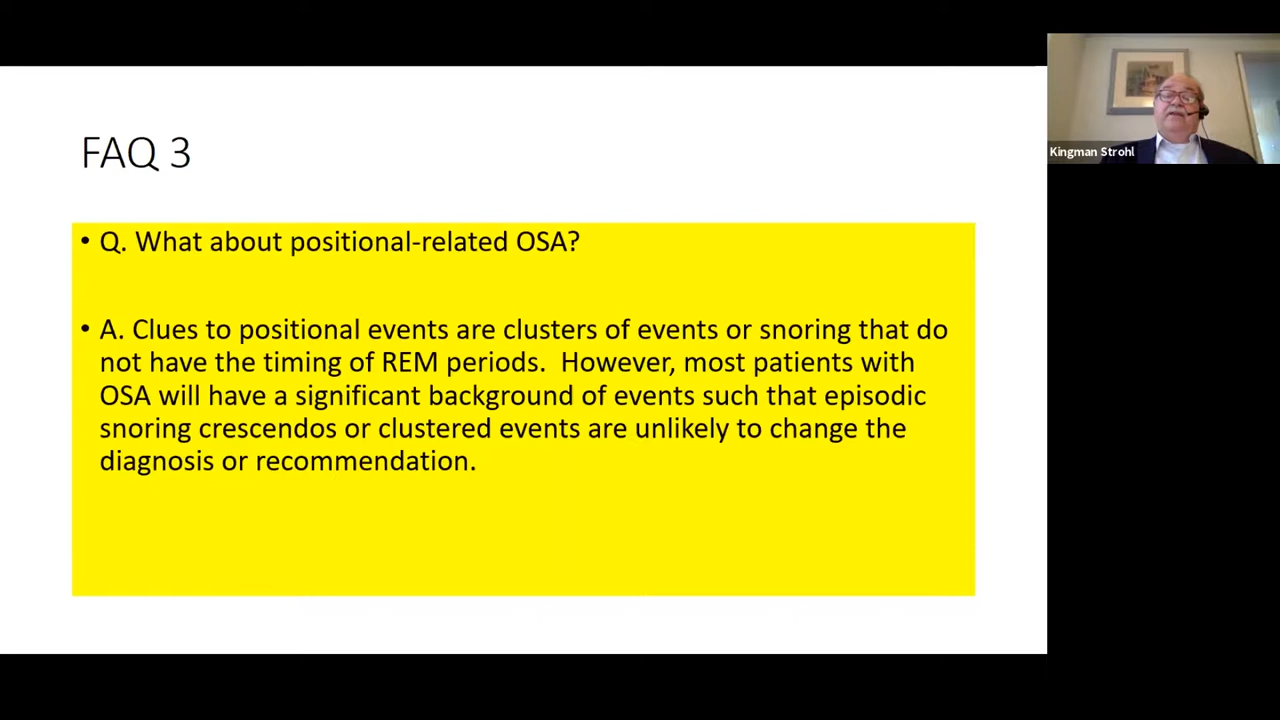 FAQ 3
• Q. What about positional-related OSA?
• A. Clues to positional events are clusters of events or snoring that do
not have the timing of REM periods.  However, most patients with
OSA will have a significant background of events such that episodic
snoring crescendos or clustered events are unlikely to change the
diagnosis or recommendation.
Kingman Strohl